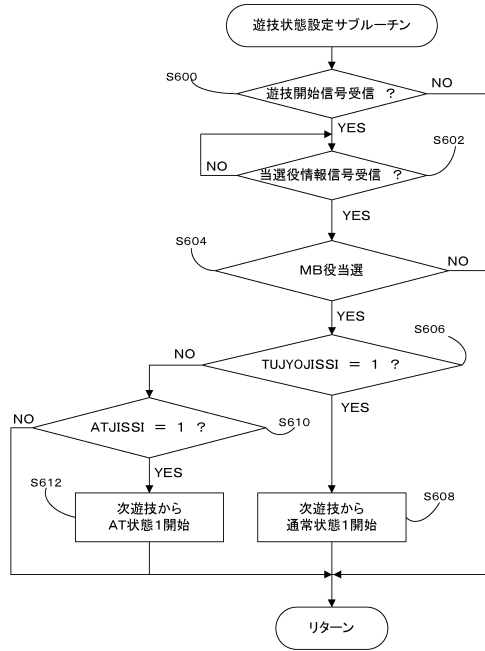 遊技状態設定サブルーチン
S600
遊技開始信号受信　？
NO
YES
S602
当選役情報信号受信　？
NO
YES
S604
ＭＢ役当選
NO
YES
S606
TUJYOJISSI ＝ １ ？
NO
YES
NO
ATJISSI ＝ １ ？
S610
YES
S612
次遊技から
AT状態１開始
次遊技から
通常状態１開始
S608
リターン